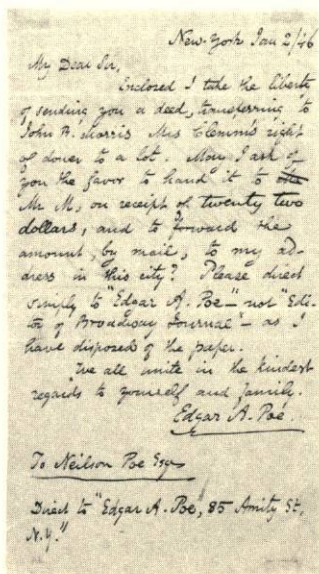 New-York Jan 2/46
My Dear Sir,
Enclosed I take the liberty
of sending you a deed, transferring to
John H. Morris Mrs Clemm's right
of dower to a lot. May I ask of
you the favor to hand it to the
Mr M, on receipt of twenty two
dollars, and to forward the
amount, by mail, to my ad-
dress in this city? Please direct
simply to "Edgar A. Poe" — not "Edi-
tor of Broadway Journal" — as I
have disposed of the paper.
We all unite in the kindest
regards to yourself and family.
Edgar A. Poe
To Neilson Poe Esqr
Direct to "Edgar A. Poe", 85 Amity St,
N.Y."